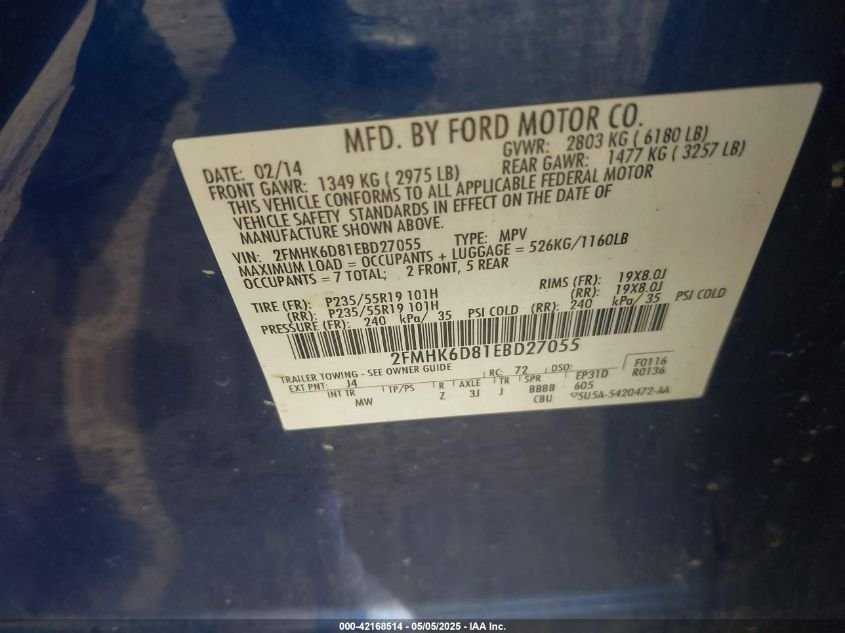 MFD. BY FORD MOTOR CO.
DATE: 02/14 GVWR: 2803 KG ( 6180 LB)
FRONT GAWR: 1349 KG ( 2975 LB) REAR GAWR: 1477 KG ( 3257 LB)
THIS VEHICLE CONFORMS TO ALL APPLICABLE FEDERAL MOTOR
VEHICLE SAFETY STANDARDS IN EFFECT ON THE DATE OF
MANUFACTURE SHOWN ABOVE.
VIN: 2FMHK6D81EBD27055 TYPE: MPV
MAXIMUM LOAD = OCCUPANTS + LUGGAGE = 526KG/1160LB
OCCUPANTS = 7 TOTAL; 2 FRONT, 5 REAR
TIRE (FR): P235/55R19 101H RIMS (FR): 19X8.0J
(RR): P235/55R19 101H (RR): 19X8.0J
PRESSURE (FR): 240 kPa/ 35 PSI COLD (RR): 240 kPa/ 35 PSI COLD
2FMHK6D81EBD27055
TRAILER TOWING - SEE OWNER GUIDE
EXT PNT: J4 RC: 72 DSO: EP31D F0116
INT TR TP/PS R AXLE TR SPR 605 R0136
MW Z 3J J BBBB
CBU 5U5A-5420472-AA
000-42168514 - 05/05/2025 - IAA Inc.